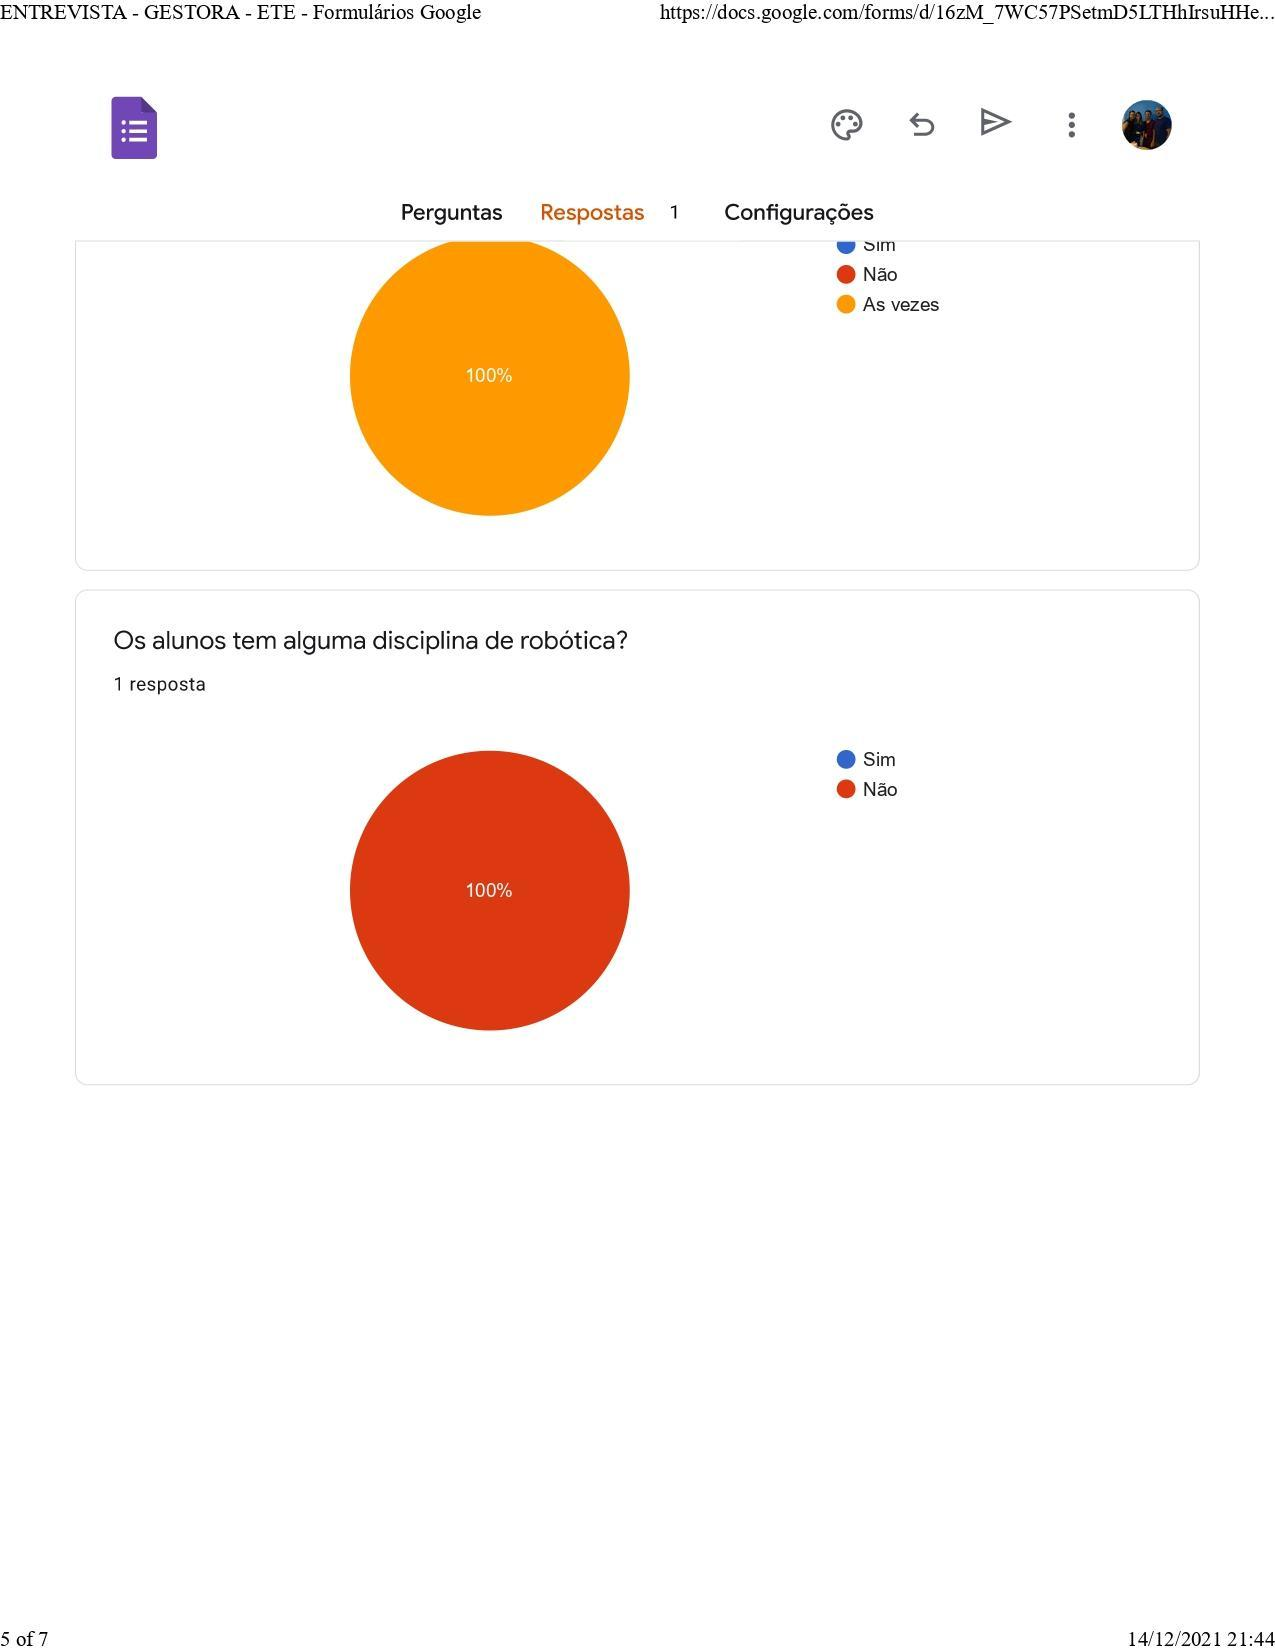 ENTREVISTA - GESTORA - ETE - Formulários Google
https://docs.google.com/forms/d/16zM_7WC57PSetmD5LTHhIrsuHHe...
Perguntas Respostas 1 Configurações
Sim
Não
As vezes
100%
Os alunos tem alguma disciplina de robótica?
1 resposta
Sim
Não
100%
5 of 7
14/12/2021 21:44